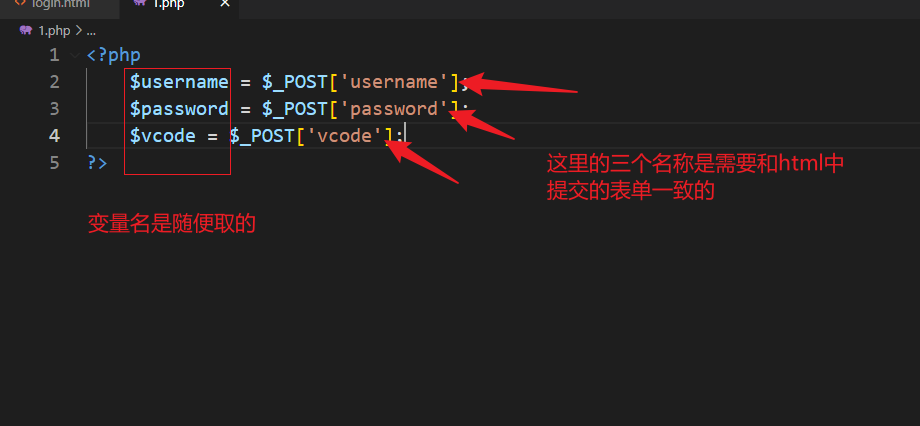 login.html
1.php
1.php > ...
1 <?php
2 $username = $_POST['username'];
3 $password = $_POST['password'];
4 $vcode = $_POST['vcode'];
5 ?>
这里的三个名称是需要和html中
提交的表单一致的
变量名是随便取的